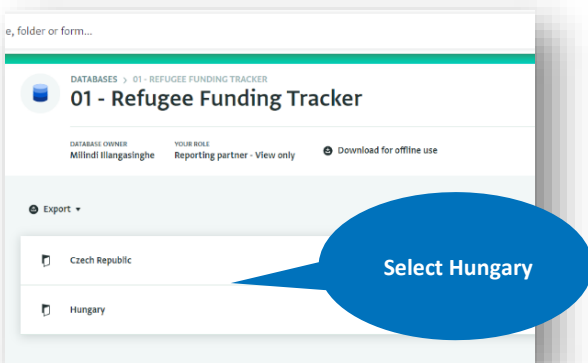 e, folder or form...
DATABASES > 01 - REFUGEE FUNDING TRACKER
01 - Refugee Funding Tracker
DATABASE OWNER YOUR ROLE
Milindi Illangasinghe Reporting partner - View only Download for offline use
Export
Czech Republic
Select Hungary
Hungary